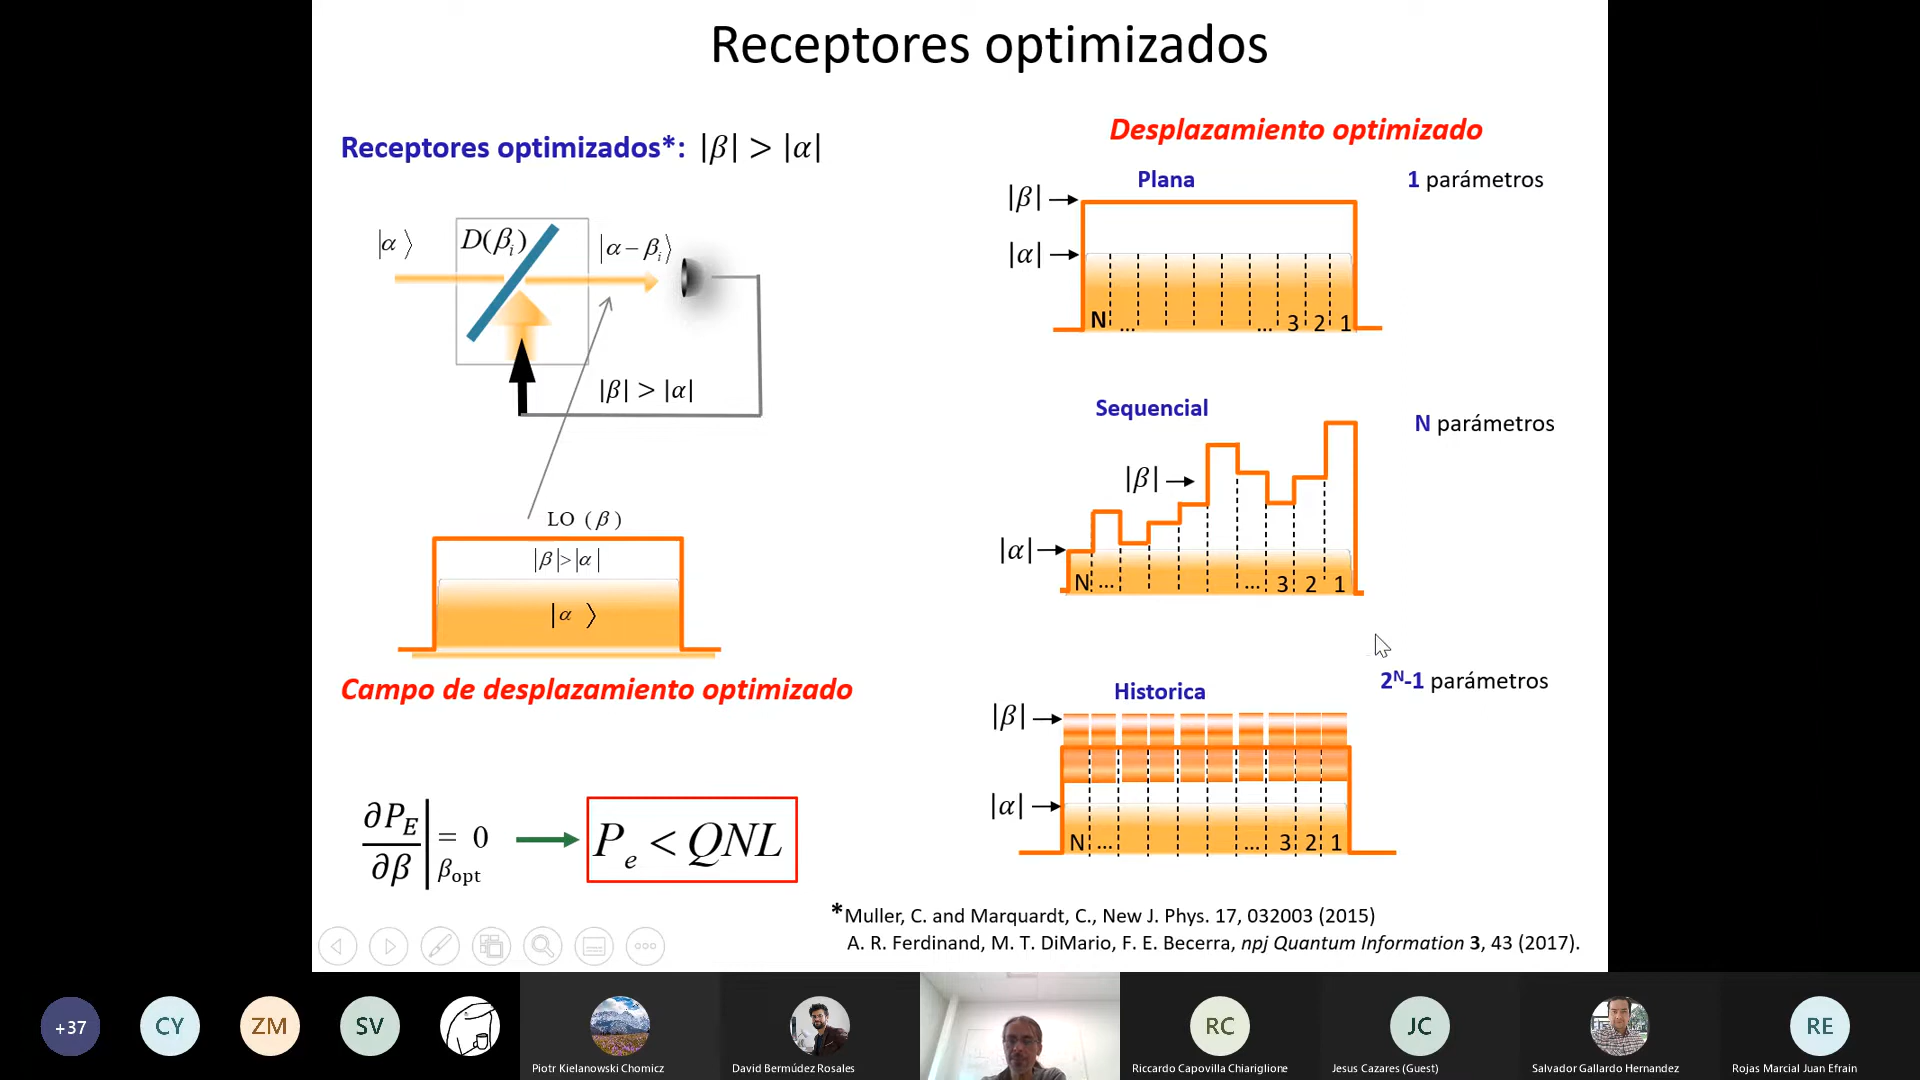 Receptores optimizados
Receptores optimizados*: |β| > |α|
|α⟩
D(βᵢ)
|α − βᵢ⟩
|β| > |α|
LO (β)
|β|>|α|
|α⟩
Campo de desplazamiento optimizado
∂P_E/∂β |β_opt = 0
Pₑ < QNL
Desplazamiento optimizado
Plana
1 parámetros
|β|
|α|
N ... ... 3 2 1
Sequencial
N parámetros
|β|
|α|
N ... ... 3 2 1
Historica
2ᴺ-1 parámetros
|β|
|α|
N ... ... 3 2 1
*Muller, C. and Marquardt, C., New J. Phys. 17, 032003 (2015)
A. R. Ferdinand, M. T. DiMario, F. E. Becerra, npj Quantum Information 3, 43 (2017).
+37
CY
ZM
SV
Piotr Kielanowski Chomicz
David Bermúdez Rosales
RC
Riccardo Capovilla Chiariglione
JC
Jesus Cazares (Guest)
Salvador Gallardo Hernandez
RE
Rojas Marcial Juan Efrain